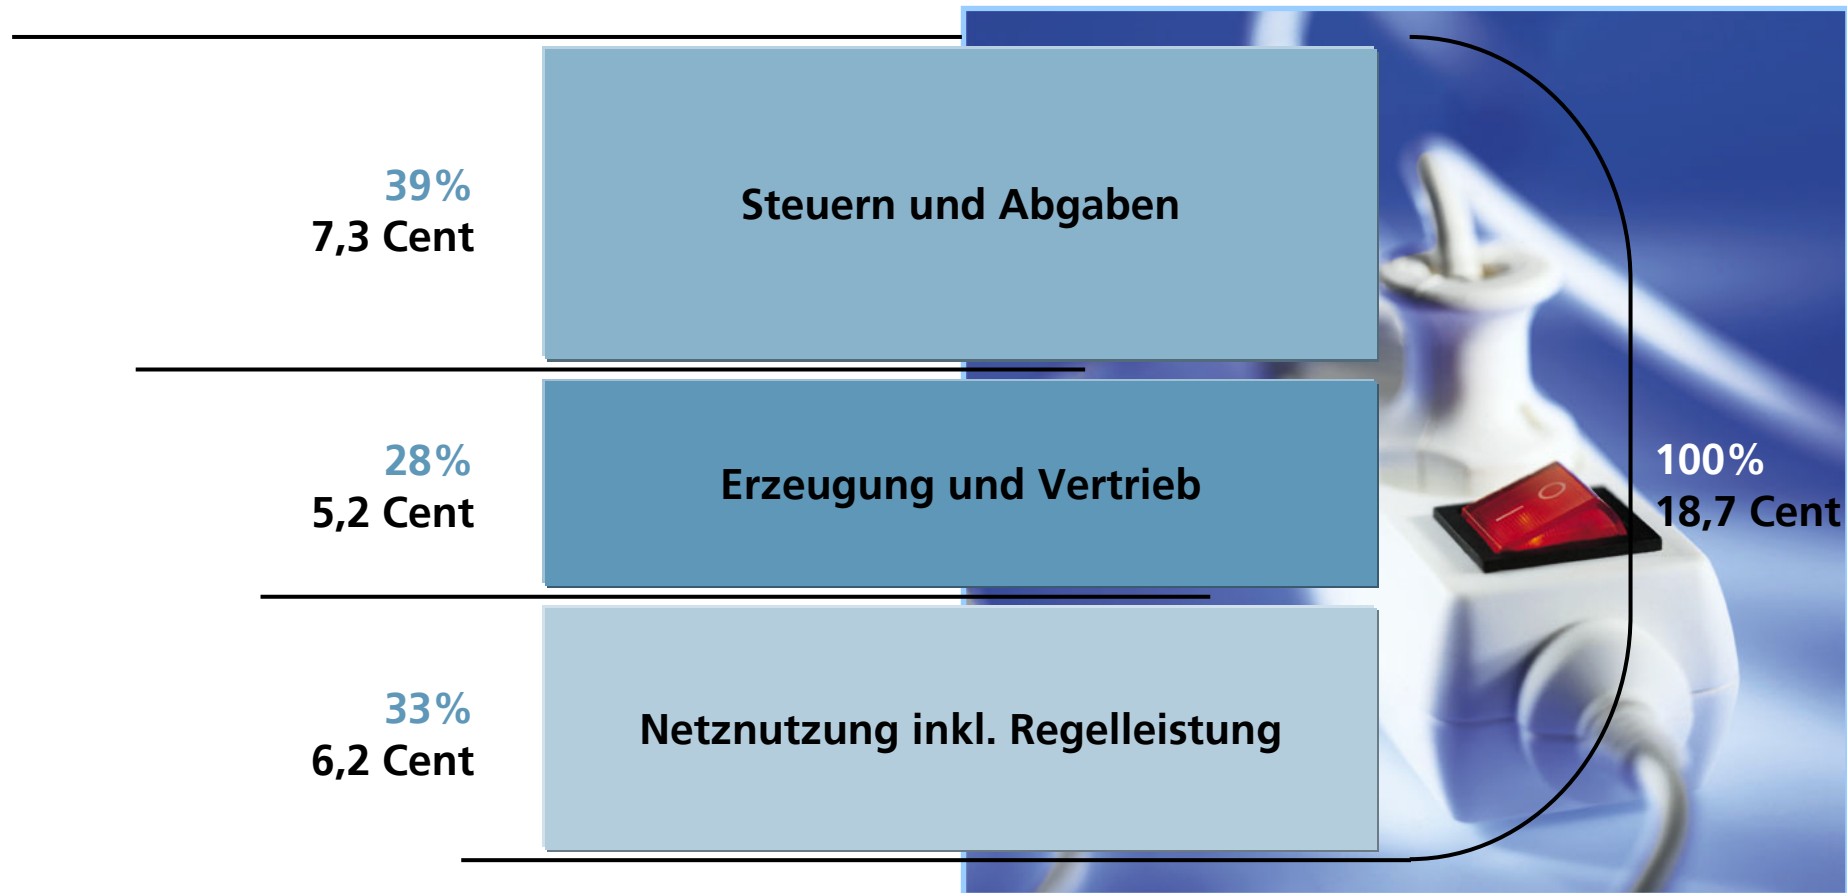 39%
7,3 Cent
Steuern und Abgaben
28%
5,2 Cent
Erzeugung und Vertrieb
100%
18,7 Cent
33%
6,2 Cent
Netznutzung inkl. Regelleistung